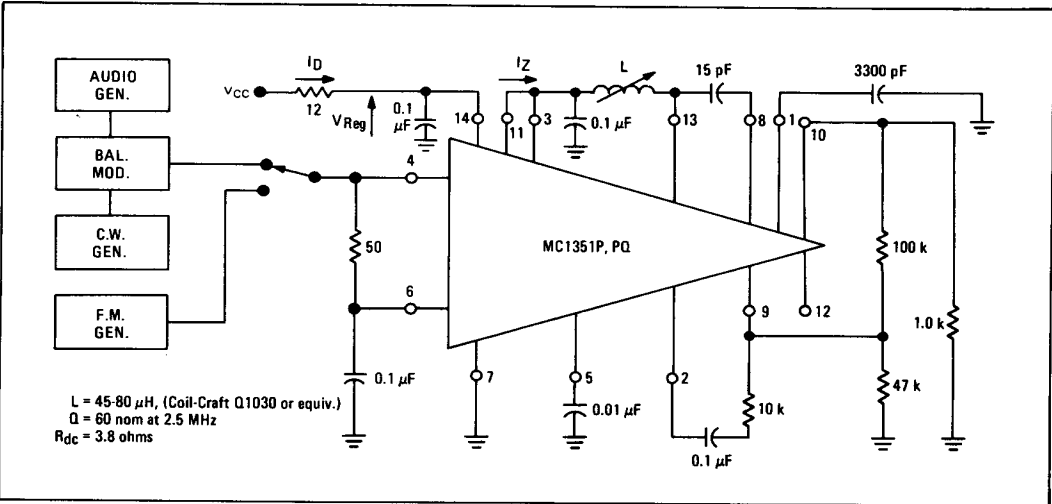 AUDIO
GEN.
BAL.
MOD.
C.W.
GEN.
F.M.
GEN.
VCC
ID
12
VReg
0.1
μF
14
IZ
11
3
0.1 μF
L
13
15 pF
8
1
10
3300 pF
4
50
6
0.1 μF
MC1351P, PQ
7
5
0.01 μF
2
0.1 μF
9
10 k
12
100 k
47 k
1.0 k
L = 45-80 μH, (Coil-Craft Q1030 or equiv.)
Q = 60 nom at 2.5 MHz
Rdc = 3.8 ohms